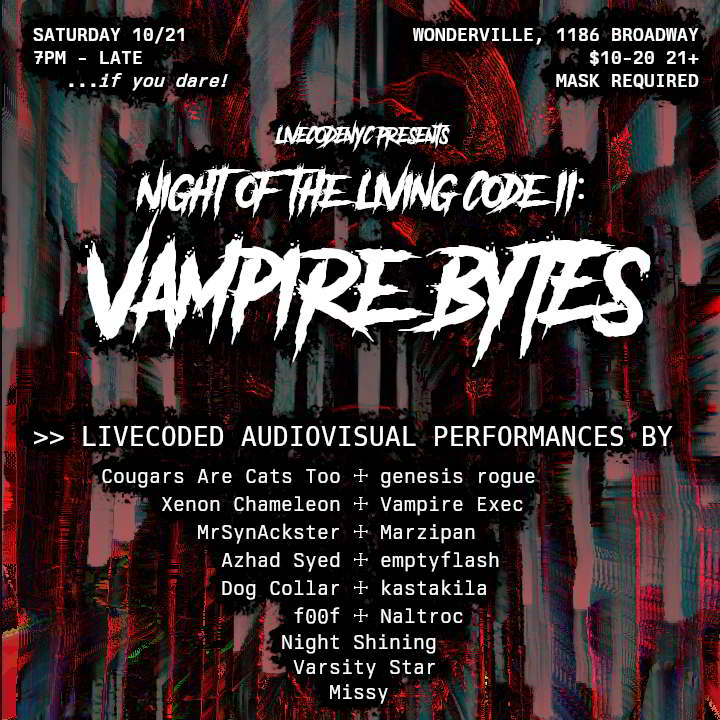 SATURDAY 10/21
7PM - LATE
...if you dare!
WONDERVILLE, 1186 BROADWAY
$10-20 21+
MASK REQUIRED
LIVECODENYC PRESENTS
NIGHT OF THE LIVING CODE II:
VAMPIRE BYTES
>> LIVECODED AUDIOVISUAL PERFORMANCES BY
Cougars Are Cats Too ☩ genesis rogue
Xenon Chameleon ☩ Vampire Exec
MrSynAckster ☩ Marzipan
Azhad Syed ☩ emptyflash
Dog Collar ☩ kastakila
f00f ☩ Naltroc
Night Shining
Varsity Star
Missy